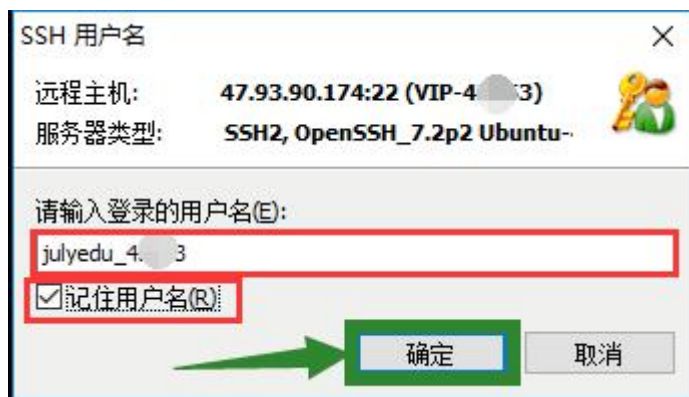 SSH 用户名
远程主机: 47.93.90.174:22 (VIP-4 3)
服务器类型: SSH2, OpenSSH_7.2p2 Ubuntu-
请输入登录的用户名(E):
julyedu_4 3
记住用户名(R)
确定 取消